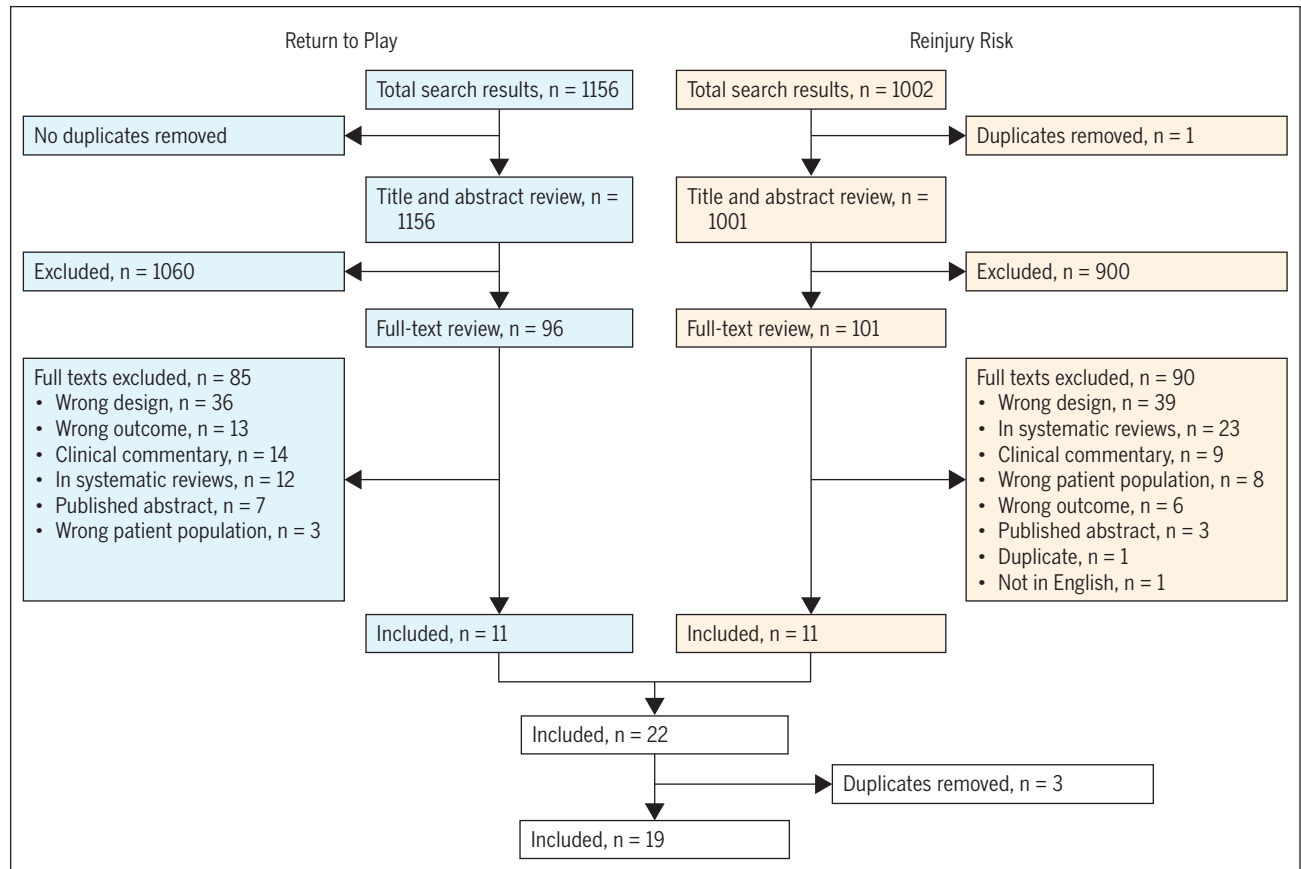 Return to Play
Reinjury Risk
Total search results, n = 1156
Total search results, n = 1002
No duplicates removed
Duplicates removed, n = 1
Title and abstract review, n =
1156
Title and abstract review, n =
1001
Excluded, n = 1060
Excluded, n = 900
Full-text review, n = 96
Full-text review, n = 101
Full texts excluded, n = 85
• Wrong design, n = 36
• Wrong outcome, n = 13
• Clinical commentary, n = 14
• In systematic reviews, n = 12
• Published abstract, n = 7
• Wrong patient population, n = 3
Full texts excluded, n = 90
• Wrong design, n = 39
• In systematic reviews, n = 23
• Clinical commentary, n = 9
• Wrong patient population, n = 8
• Wrong outcome, n = 6
• Published abstract, n = 3
• Duplicate, n = 1
• Not in English, n = 1
Included, n = 11
Included, n = 11
Included, n = 22
Duplicates removed, n = 3
Included, n = 19